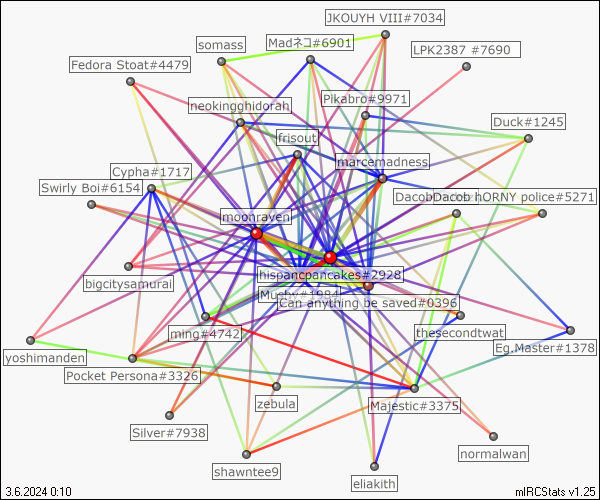 JKOUYH VIII#7034
somass
Madネコ#6901
LPK2387 #7690
Fedora Stoat#4479
Pikabro#9971
neokingghidorah
Duck#1245
frisout
marcemadness
Cypha#1717
Swirly Boi#6154
DacobDacob
hORNY police#5271
moonraven
hispancpancakes#2928
bigcitysamurai
Mushy#1984
Can anything be saved#0396
ming#4742
thesecondtwat
Eg.Master#1378
yoshimanden
Pocket Persona#3326
zebula
Majestic#3375
Silver#7938
normalwan
shawntee9
eliakith
3.6.2024 0:10
mIRCStats v1.25